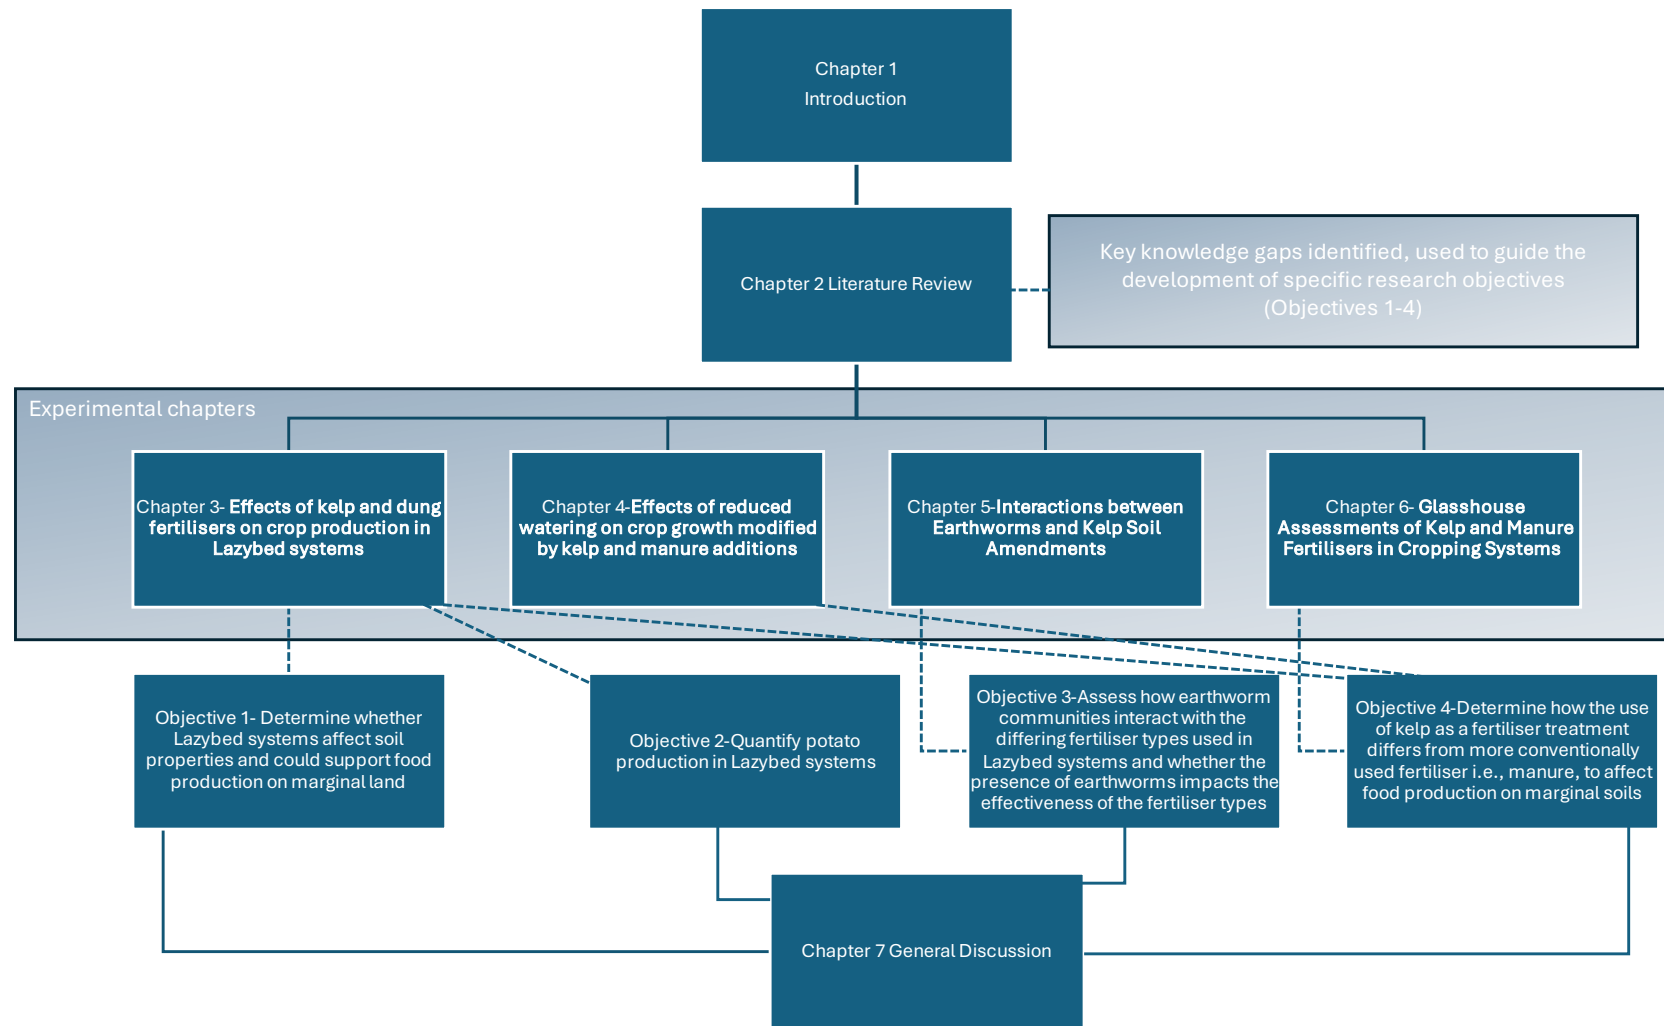 Chapter 1
Introduction
Chapter 2 Literature Review
Key knowledge gaps identified, used to guide the
development of specific research objectives
(Objectives 1-4)
Experimental chapters
Chapter 3- Effects of kelp and dung
fertilisers on crop production in
Lazybed systems
Chapter 4-Effects of reduced
watering on crop growth modified
by kelp and manure additions
Chapter 5-Interactions between
Earthworms and Kelp Soil
Amendments
Chapter 6- Glasshouse
Assessments of Kelp and Manure
Fertilisers in Cropping Systems
Objective 1- Determine whether
Lazybed systems affect soil
properties and could support food
production on marginal land
Objective 2-Quantify potato
production in Lazybed systems
Objective 3-Assess how earthworm
communities interact with the
differing fertiliser types used in
Lazybed systems and whether the
presence of earthworms impacts the
effectiveness of the fertiliser types
Objective 4-Determine how the use
of kelp as a fertiliser treatment
differs from more conventionally
used fertiliser i.e., manure, to affect
food production on marginal soils
Chapter 7 General Discussion